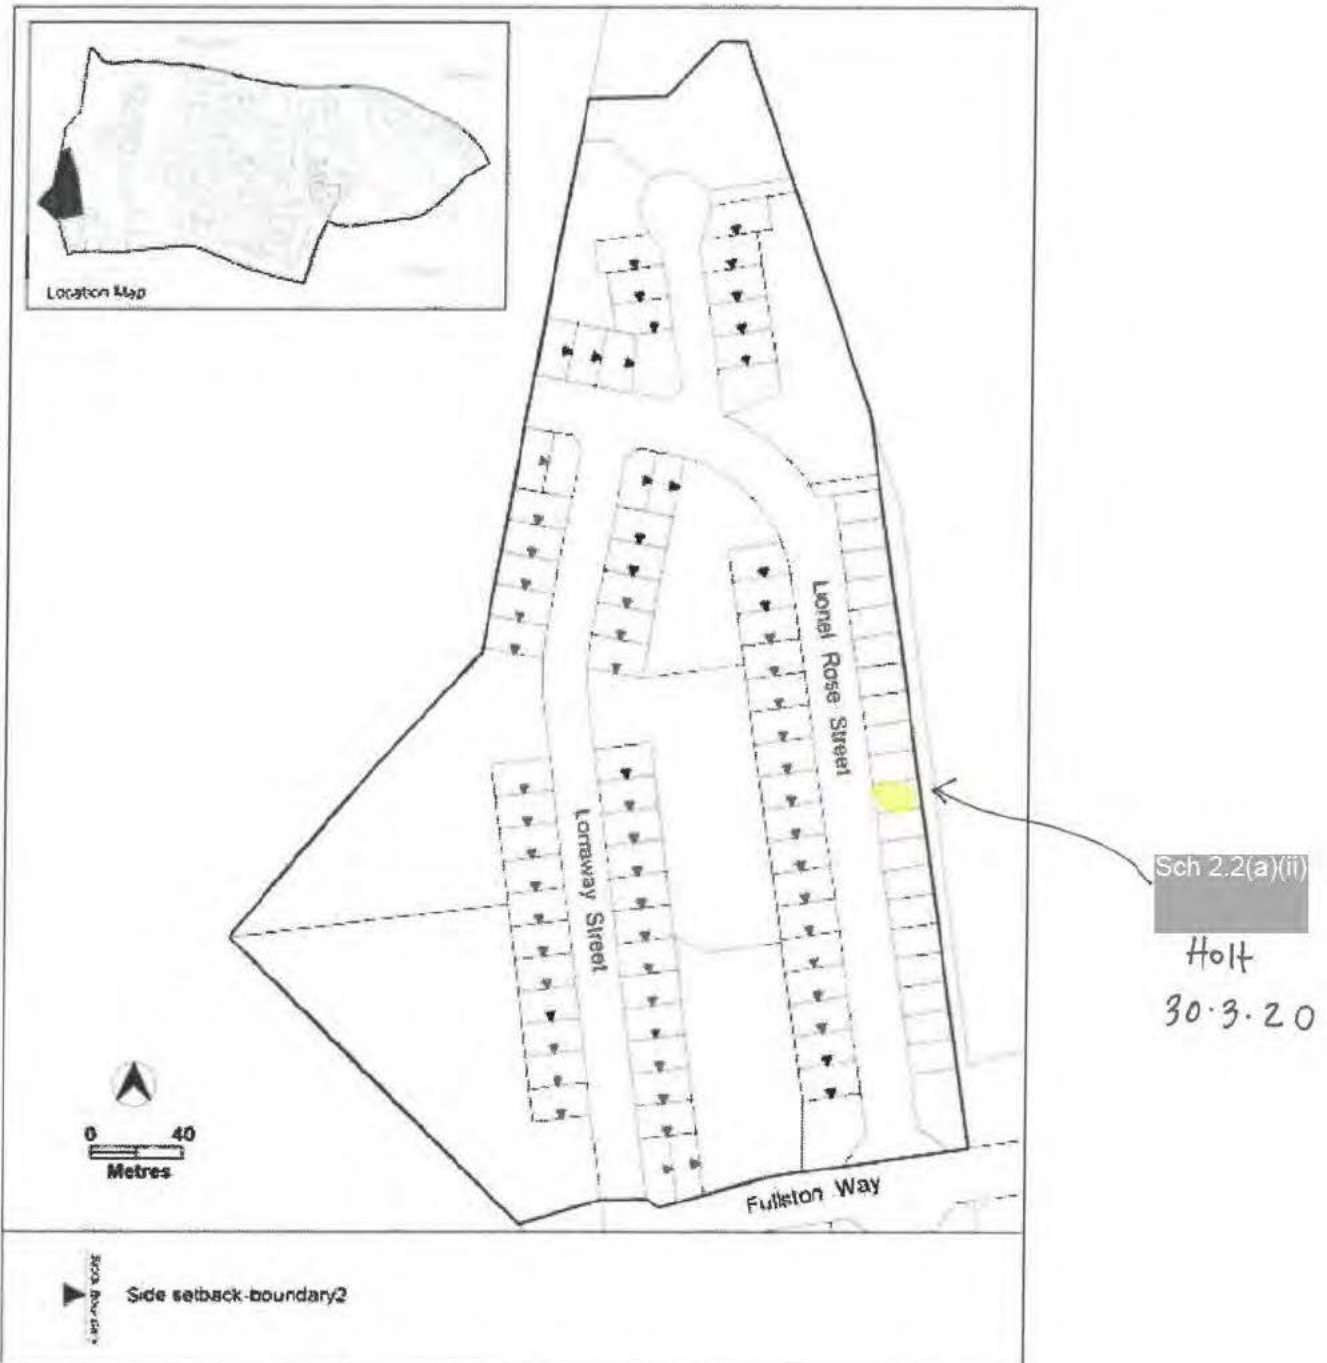 Location Map
Lionel Rose Street
Lorraway Street
Sch 2.2(a)(ii)
Holt
30.3.20
0 40
Metres
Fullston Way
Side setback-boundary2